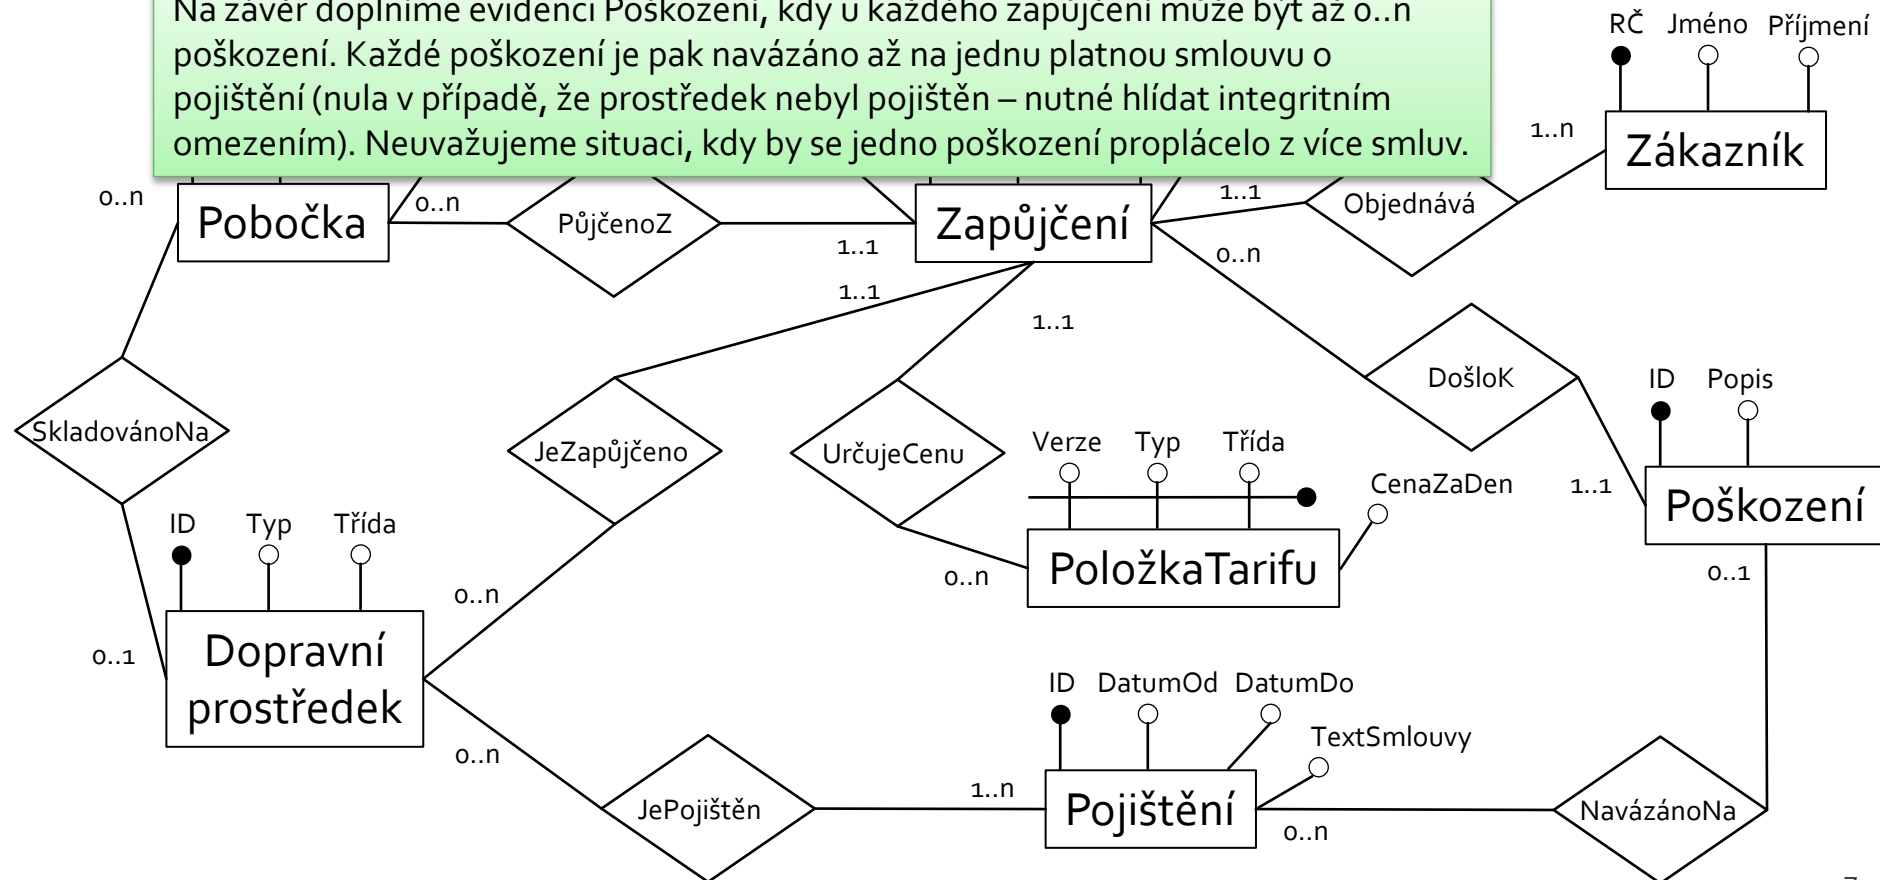 Na závěr doplníme evidenci Poškození, kdy u každého zapůjčení může být až 0..n
poškození. Každé poškození je pak navázáno až na jednu platnou smlouvu o
pojištění (nula v případě, že prostředek nebyl pojištěn – nutné hlídat integritním
omezením). Neuvažujeme situaci, kdy by se jedno poškození proplácelo z více smluv.
RČ Jméno Příjmení
1..n
Zákazník
0..n
Pobočka
0..n
PůjčenoZ
1..1
Zapůjčení
1..1
Objednává
0..n
1..1
1..1
DošloK
ID Popis
SkladovánoNa
JeZapůjčeno
UrčujeCenu
Verze Typ Třída
CenaZaDen
1..1
Poškození
ID Typ Třída
0..n
0..n
PoložkaTarifu
0..1
Dopravní
prostředek
0..1
ID DatumOd DatumDo
TextSmlouvy
0..n
JePojištěn
1..n
Pojištění
0..n
NavázánoNa